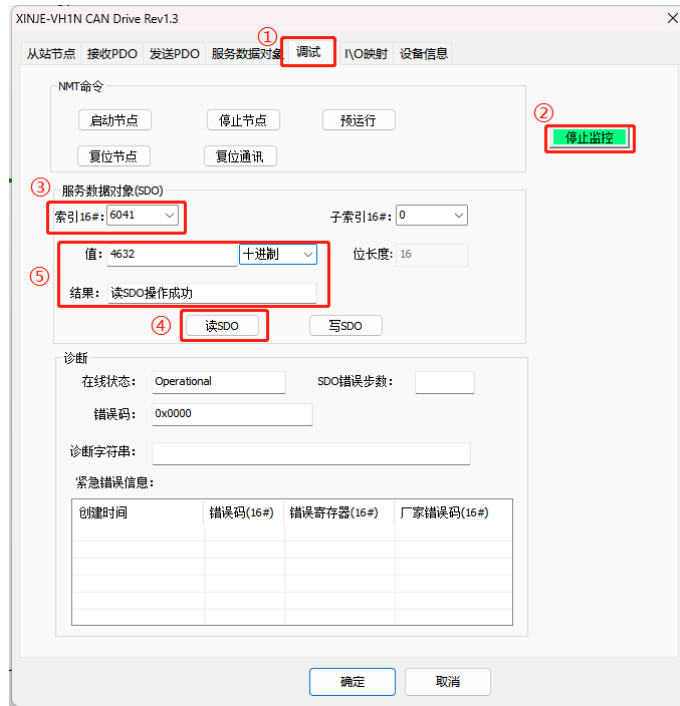 XINJE-VH1N CAN Drive Rev1.3
①
从站节点 接收PDO 发送PDO 服务数据对象 调试 I\O映射 设备信息
NMT命令
启动节点 停止节点 预运行
② 停止监控
复位节点 复位通讯
③ 服务数据对象(SDO)
索引16#: 6041 子索引16#: 0
值: 4632 十进制 位长度: 16
⑤
结果: 读SDO操作成功
④ 读SDO 写SDO
诊断
在线状态: Operational SDO错误步数:
错误码: 0x0000
诊断字符串:
紧急错误信息:
创建时间 错误码(16#) 错误寄存器(16#) 厂家错误码(16#)
确定 取消